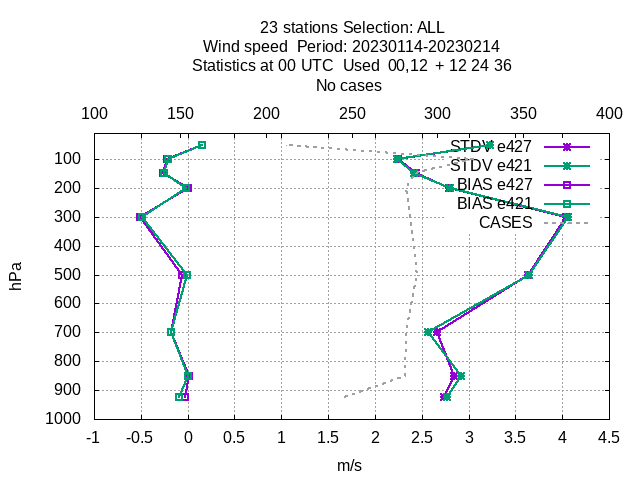 23 stations Selection: ALL
Wind speed  Period: 20230114-20230214
Statistics at 00 UTC  Used  00,12  + 12 24 36
No cases
100 150 200 250 300 350 400
STDV e427
STDV e421
BIAS e427
BIAS e421
CASES
hPa
100
200
300
400
500
600
700
800
900
1000
-1 -0.5 0 0.5 1 1.5 2 2.5 3 3.5 4 4.5
m/s